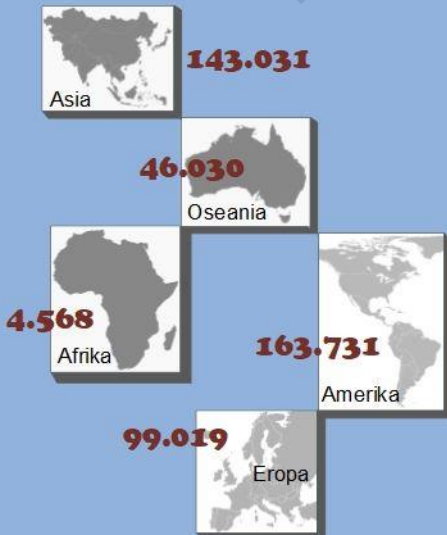 143.031
Asia
46.030
Oseania
4.568
Afrika
163.731
Amerika
99.019
Eropa